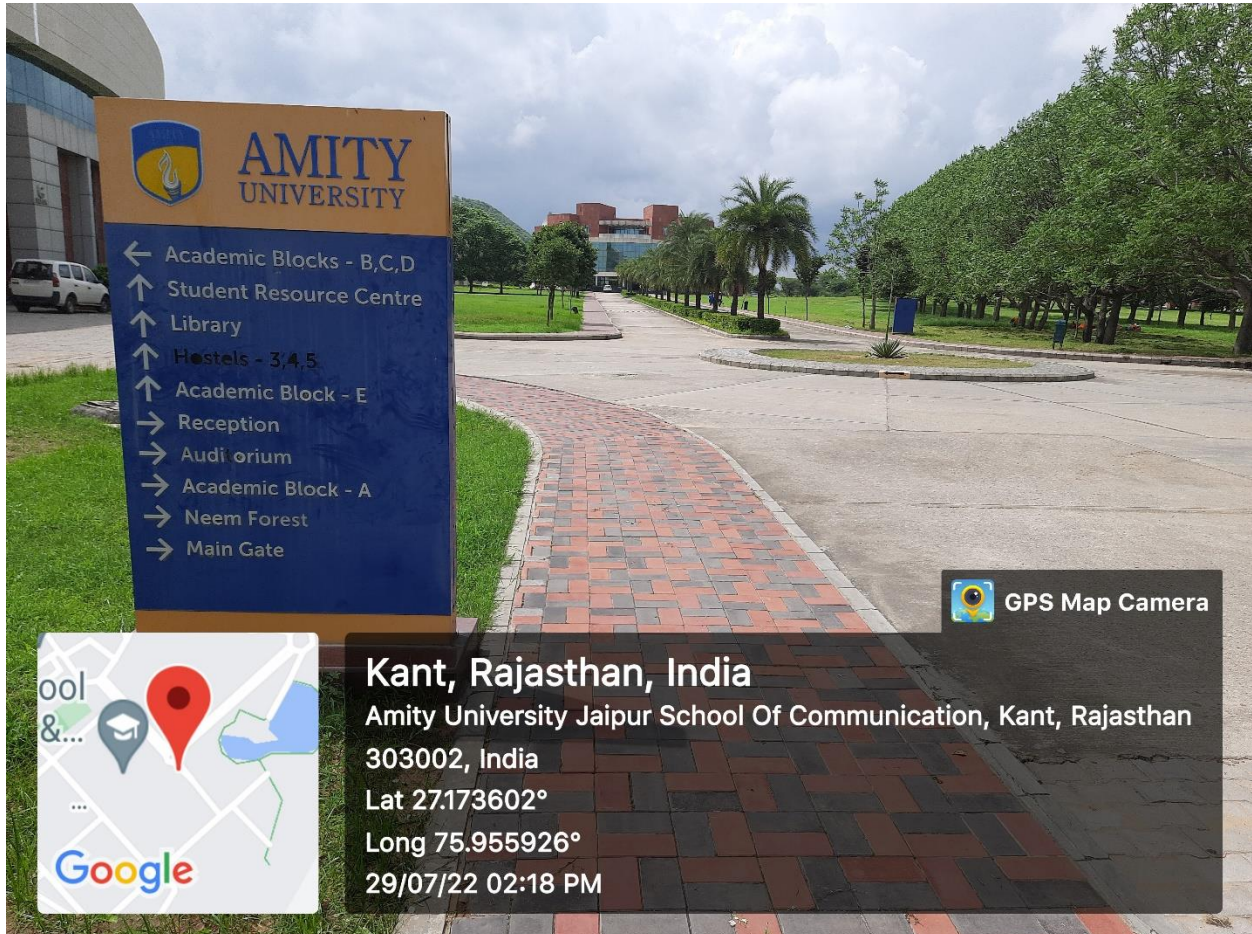 AMITY
UNIVERSITY
← Academic Blocks - B,C,D
↑ Student Resource Centre
↑ Library
↑ Hostels - 3,4,5
↑ Academic Block - E
→ Reception
→ Auditorium
→ Academic Block - A
→ Neem Forest
→ Main Gate
GPS Map Camera
ool
&...
...
Google
Kant, Rajasthan, India
Amity University Jaipur School Of Communication, Kant, Rajasthan
303002, India
Lat 27.173602°
Long 75.955926°
29/07/22 02:18 PM